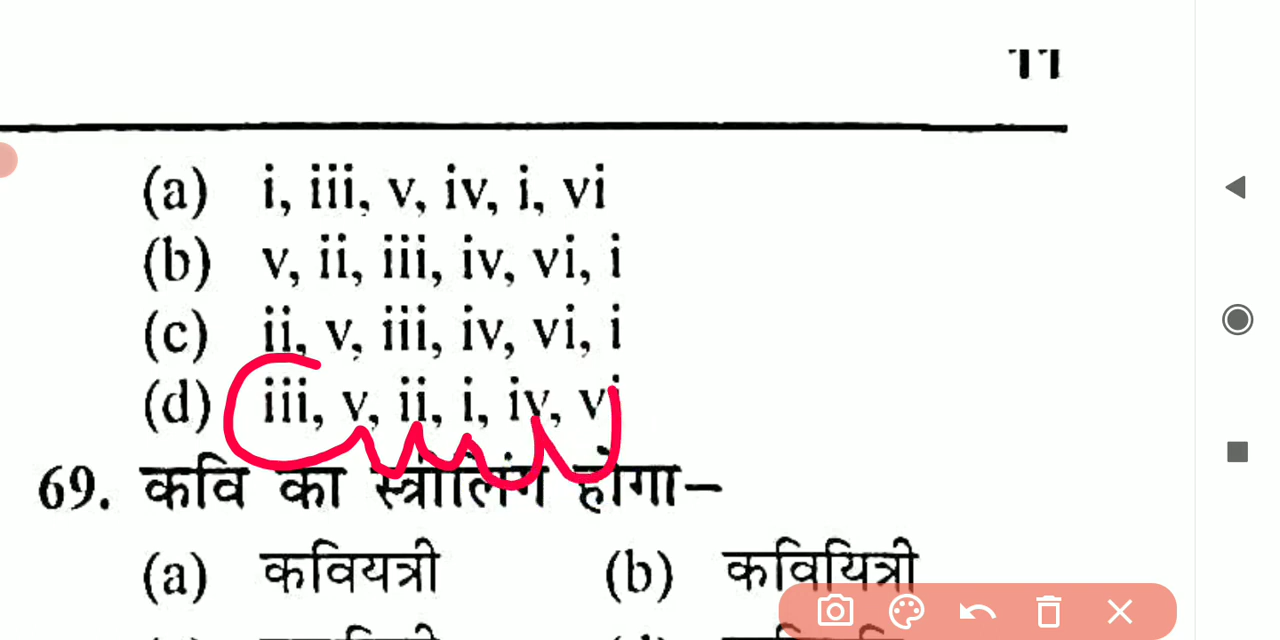 11
(a) i, iii, v, iv, i, vi
(b) v, ii, iii, iv, vi, i
(c) ii, v, iii, iv, vi, i
(d) iii, v, ii, i, iv, vi
69. कवि का स्त्रीलिंग होगा–
(a) कवियत्री (b) कवियित्री